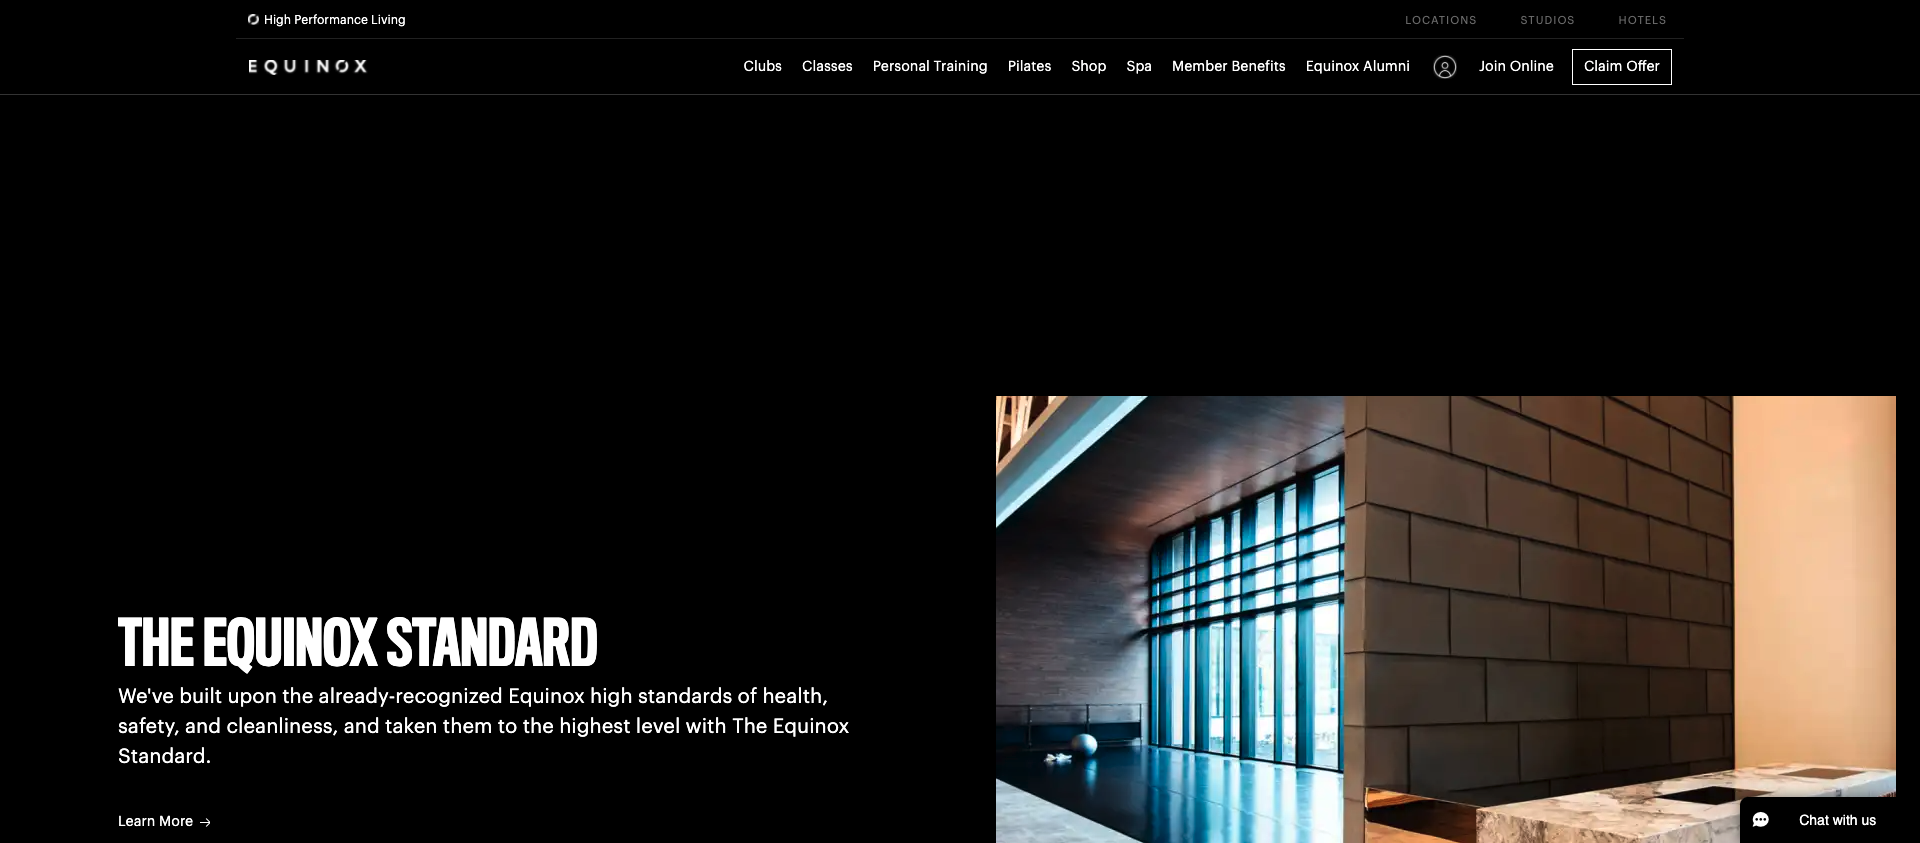 High Performance Living
LOCATIONS STUDIOS HOTELS
EQUINOX
Clubs Classes Personal Training Pilates Shop Spa Member Benefits Equinox Alumni Join Online Claim Offer
THE EQUINOX STANDARD
We've built upon the already-recognized Equinox high standards of health,
safety, and cleanliness, and taken them to the highest level with The Equinox
Standard.
Learn More →
Chat with us